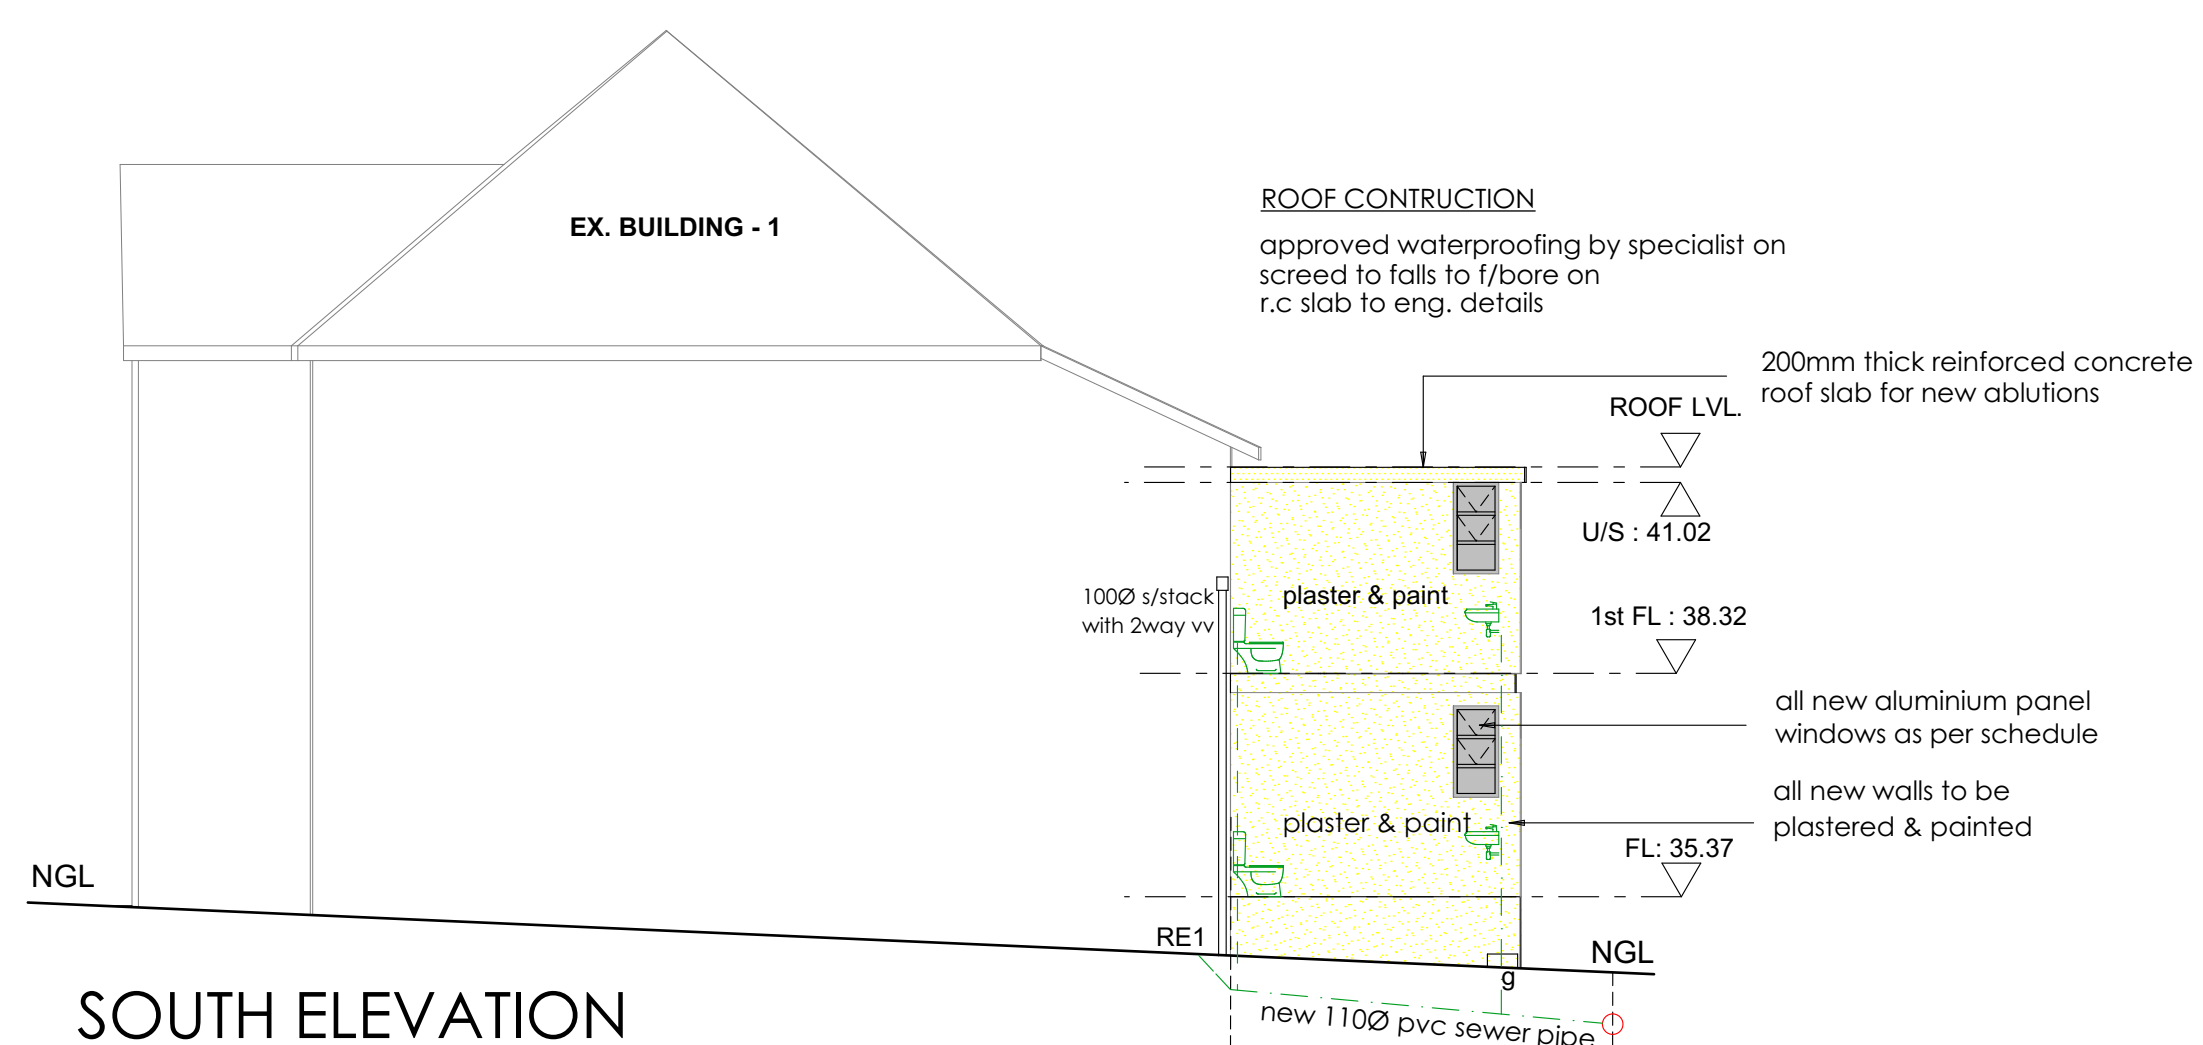 EX. BUILDING - 1
ROOF CONTRUCTION
approved waterproofing by specialist on
screed to falls to f/bore on
r.c slab to eng. details
200mm thick reinforced concrete
roof slab for new ablutions
ROOF LVL.
U/S : 41.02
100Ø s/stack
with 2way vv
plaster & paint
1st FL : 38.32
all new aluminium panel
windows as per schedule
all new walls to be
plastered & painted
plaster & paint
FL: 35.37
NGL
RE1
NGL
g
new 110Ø pvc sewer pipe
SOUTH ELEVATION